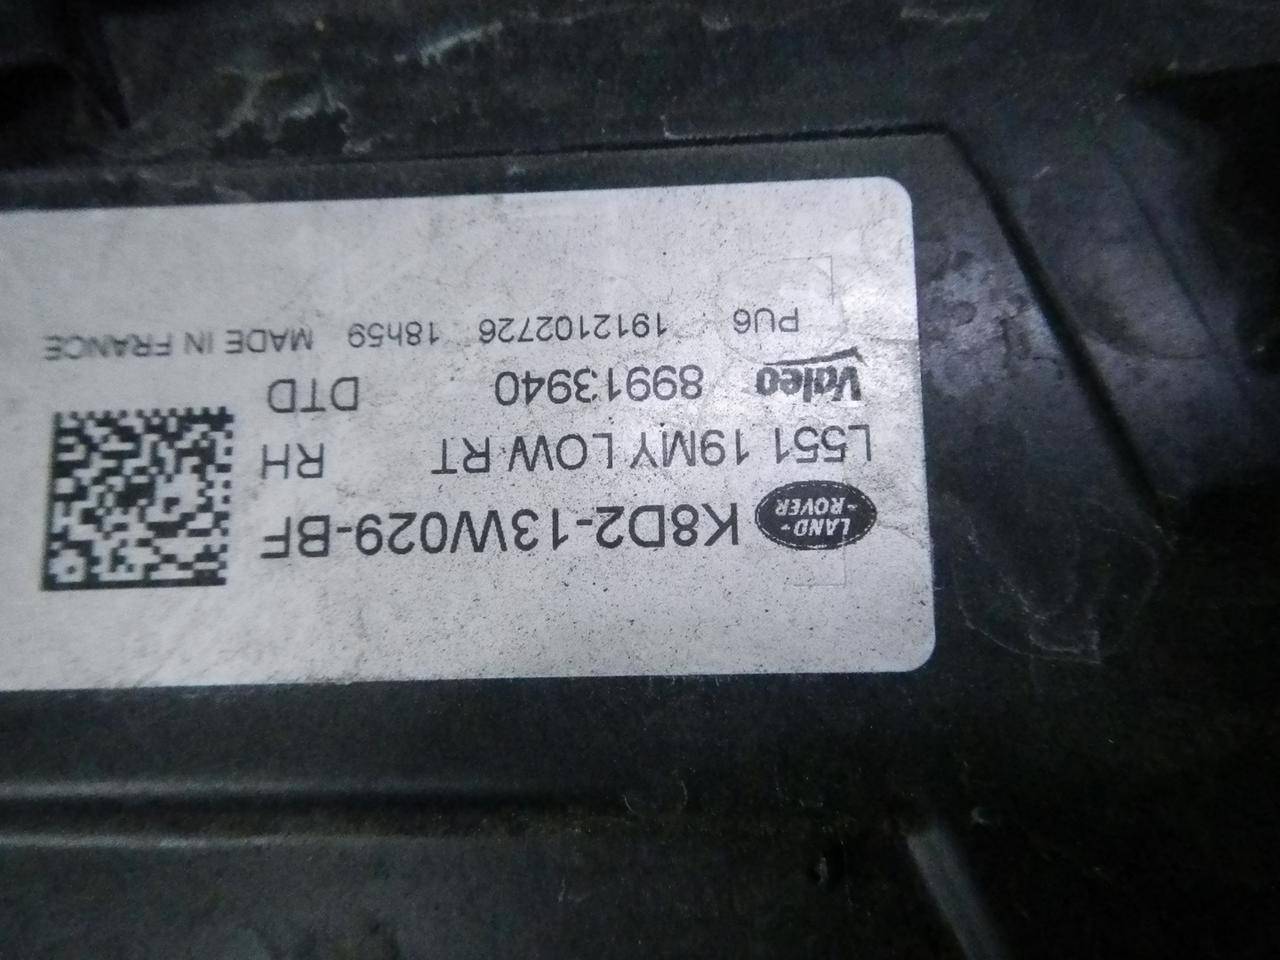 LAND-
-ROVER
K8D2-13W029-BF
L551 19MY LOW RT RH
Valeo 89913940 DTD
PU6 1912102726 18h59 MADE IN FRANCE